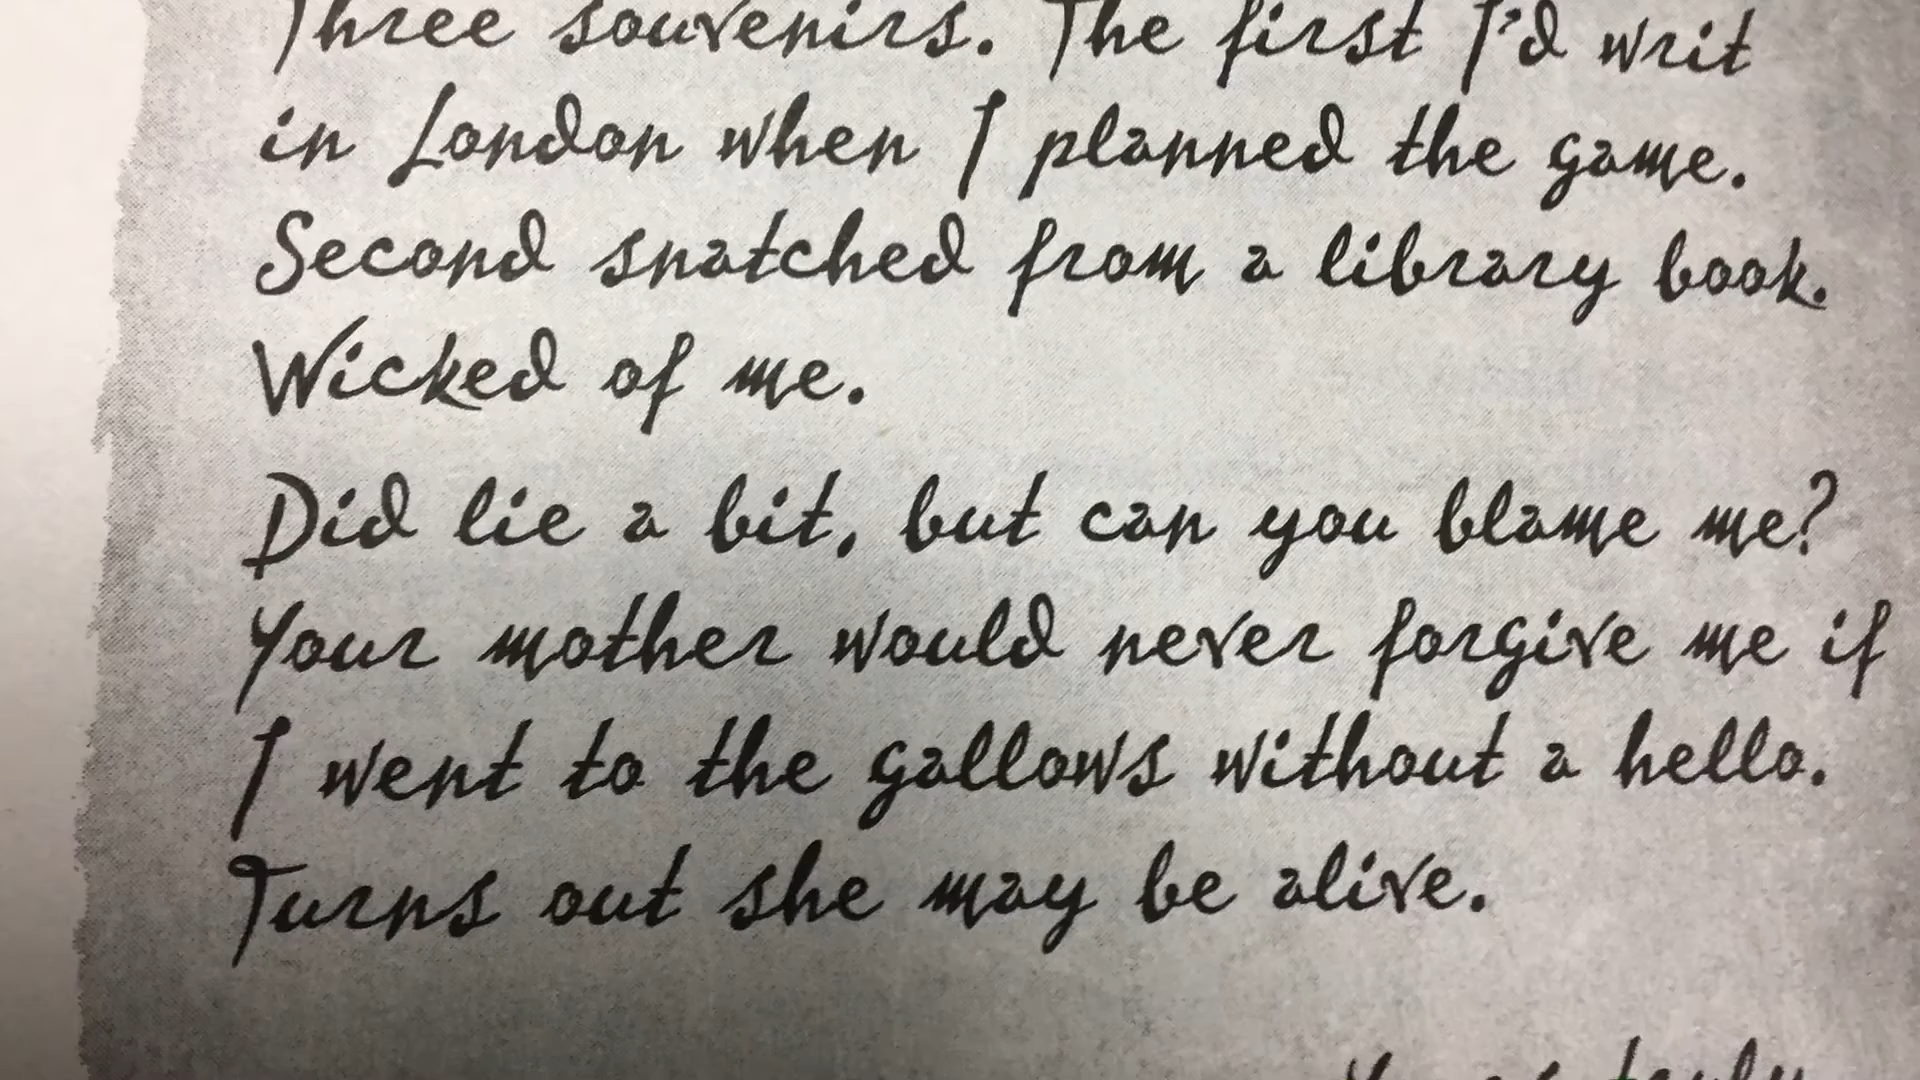 Three souvenirs. The first I'd writ
in London when I planned the game.
Second snatched from a library book.
Wicked of me.
Did lie a bit, but can you blame me?
Your mother would never forgive me if
I went to the gallows without a hello.
Turns out she may be alive.
Yours truly